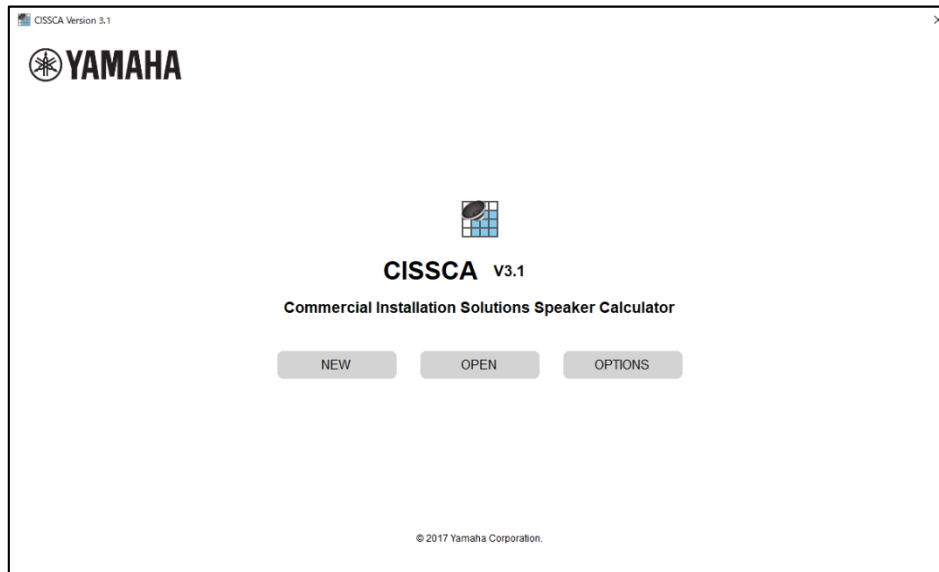 CISSCA Version 3.1
YAMAHA
CISSCA V3.1
Commercial Installation Solutions Speaker Calculator
NEW OPEN OPTIONS
© 2017 Yamaha Corporation.